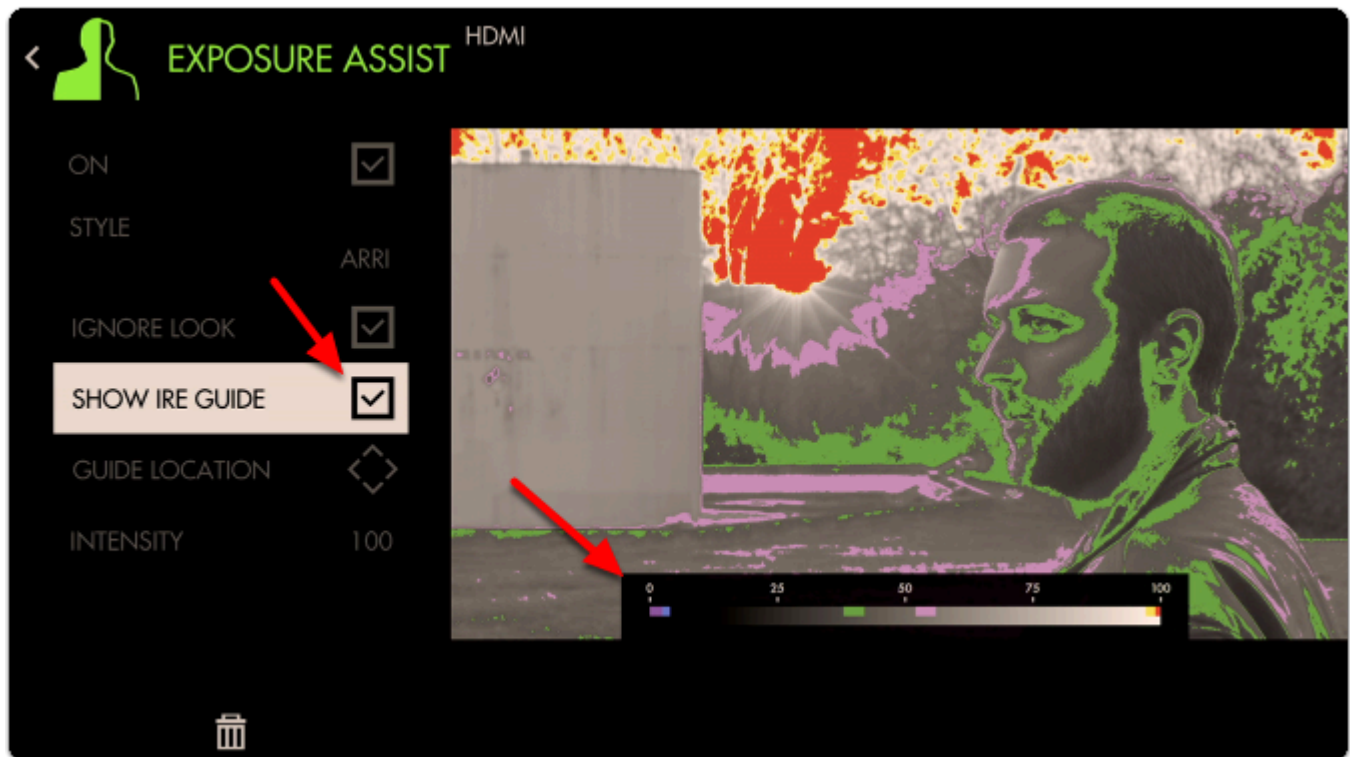 EXPOSURE ASSIST
HDMI
ON
STYLE
ARRI
IGNORE LOOK
SHOW IRE GUIDE
GUIDE LOCATION
INTENSITY 100
0 25 50 75 100